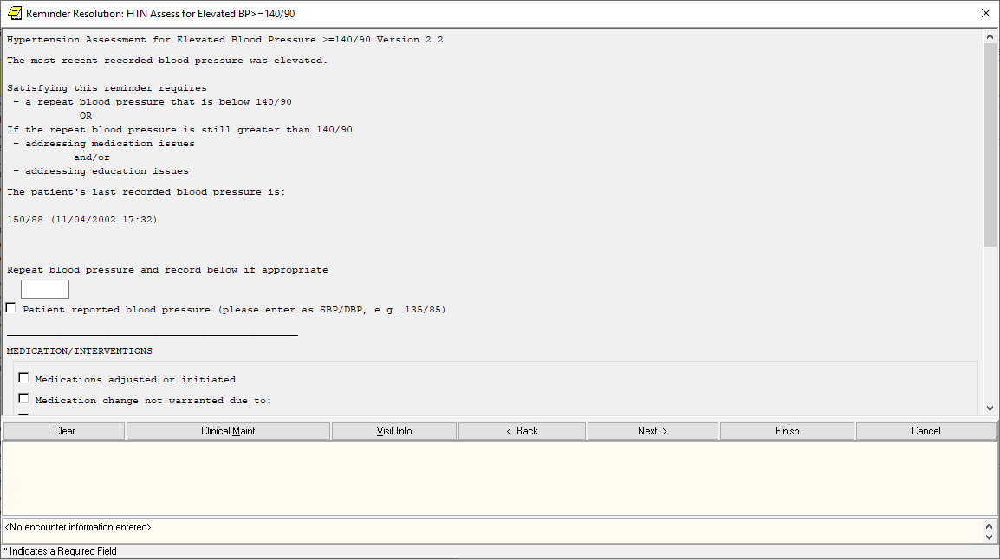 Reminder Resolution: HTN Assess for Elevated BP>=140/90
Hypertension Assessment for Elevated Blood Pressure >=140/90 Version 2.2
The most recent recorded blood pressure was elevated.
Satisfying this reminder requires
- a repeat blood pressure that is below 140/90
OR
If the repeat blood pressure is still greater than 140/90
- addressing medication issues
and/or
- addressing education issues
The patient's last recorded blood pressure is:
150/88 (11/04/2002 17:32)
Repeat blood pressure and record below if appropriate
Patient reported blood pressure (please enter as SBP/DBP, e.g. 135/85)
MEDICATION/INTERVENTIONS
Medications adjusted or initiated
Medication change not warranted due to:
Clear Clinical Maint Visit Info < Back Next > Finish Cancel
<No encounter information entered>
* Indicates a Required Field